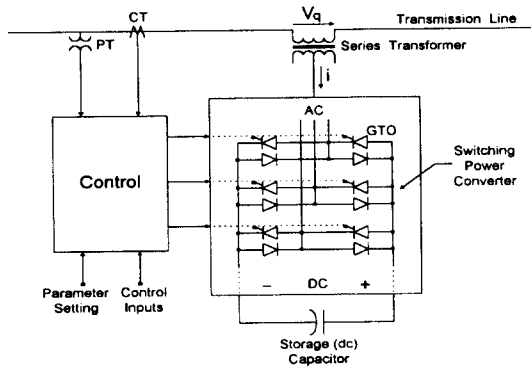 CT
V_q
Transmission Line
PT
Series Transformer
i
AC
GTO
Switching
Power
Converter
Control
Parameter
Setting
Control
Inputs
− DC +
Storage (dc)
Capacitor